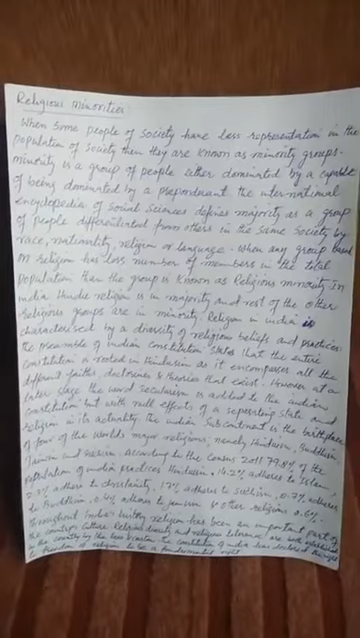 Religious Minorities
When some people of society have less representation in the
population of society then they are known as minority groups.
minority is a group of people either dominated by a capable
of being dominated by a preponderant the international
encyclopedia of Social Sciences defines majority as a group
of people differentiated from others in the same society by
race, nationality, religion or language. When any group based
on religion has less number of members in the total
population than the group is known as Religious minority. In
india Hindu religion is in majority and rest of the other
religious groups are in minority. Religion in india is
characterised by a diversity of religious beliefs and practices.
the preamble of indian constitution states that the entire
constitution is rooted in Hinduism as it encompasses all the
different faiths, doctrines & theories that exist. However at a
later stage the word secularism is added to the indian
constitution but with null effects of a seperating state and
religion in its actuality. the indian Subcontinent is the birthplace
of four of the worlds major religions, namely Hinduism, Buddhism,
Jainism and Sikhism. According to the census 2011 79.8% of the
population of india practices Hinduism, 14.2% adheres to Islam,
2.3% adhere to christianity, 1.7% adheres to Sikhism, 0.7% adheres
to Buddhism, 0.4% adheres to jainism & other religions 0.6%.
throughout India's history religion has been an important part of
the country's culture. Religious diversity and religious tolerance are both established
in the country by the law & custom. the constitution of india has declared the right
to freedom of religion to be a fundamental right